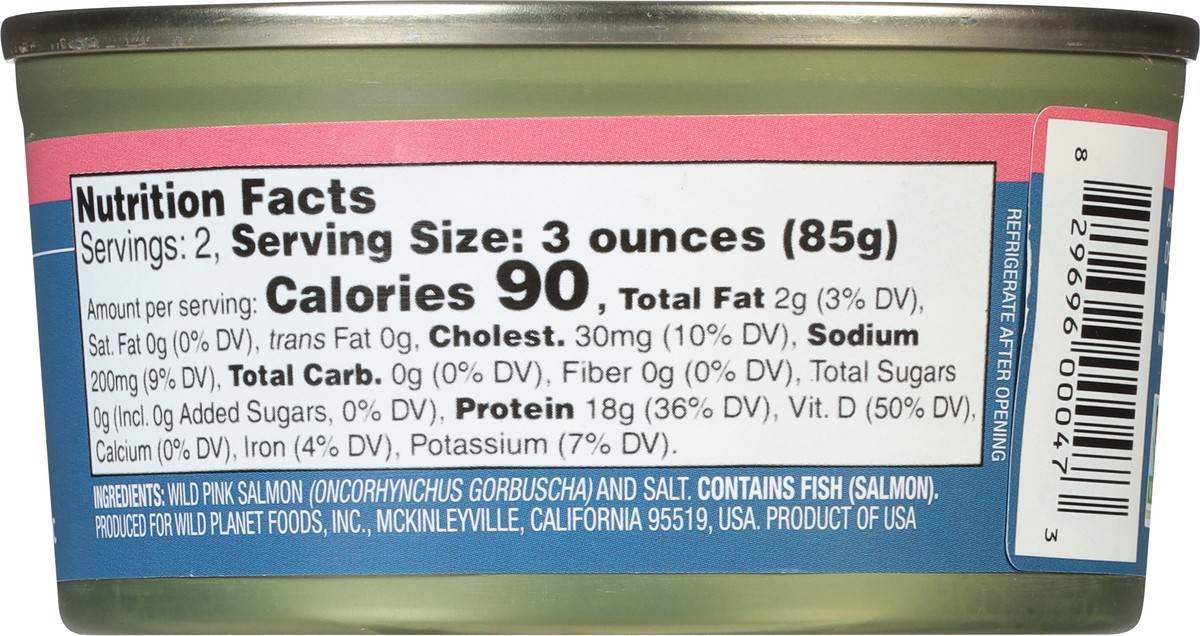 Nutrition Facts
Servings: 2, Serving Size: 3 ounces (85g)
Amount per serving: Calories 90, Total Fat 2g (3% DV),
Sat. Fat 0g (0% DV), trans Fat 0g, Cholest. 30mg (10% DV), Sodium
200mg (9% DV), Total Carb. 0g (0% DV), Fiber 0g (0% DV), Total Sugars
0g (Incl. 0g Added Sugars, 0% DV), Protein 18g (36% DV), Vit. D (50% DV),
Calcium (0% DV), Iron (4% DV), Potassium (7% DV).
INGREDIENTS: WILD PINK SALMON (ONCORHYNCHUS GORBUSCHA) AND SALT. CONTAINS FISH (SALMON).
PRODUCED FOR WILD PLANET FOODS, INC., MCKINLEYVILLE, CALIFORNIA 95519, USA. PRODUCT OF USA
REFRIGERATE AFTER OPENING
8 29696 00047 3